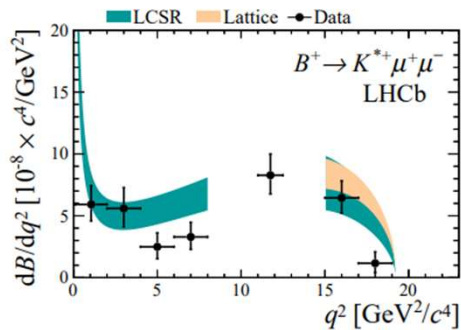 LCSR Lattice Data
dB/dq² [10⁻⁸ × c⁴/GeV²]
20
15
10
5
0
B⁺ → K*⁺μ⁺μ⁻
LHCb
0 5 10 15 20
q² [GeV²/c⁴]